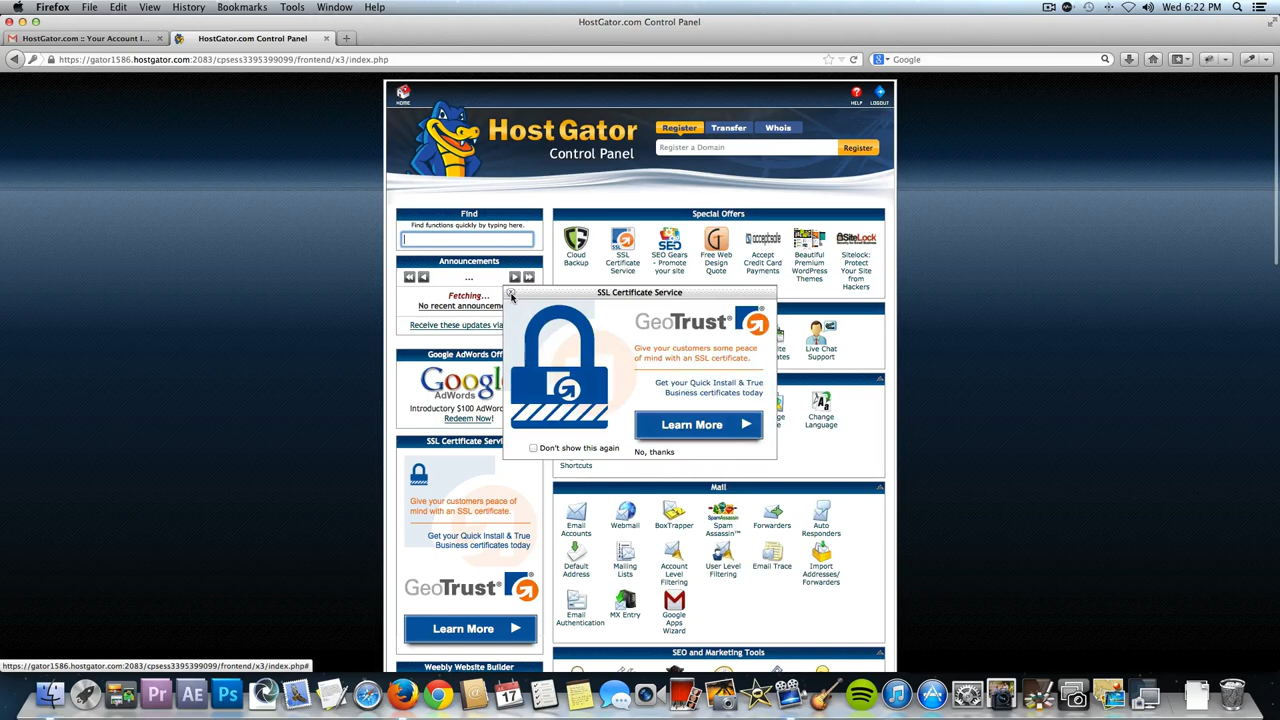 Firefox File Edit View History Bookmarks Tools Window Help Wed 6:22 PM
HostGator.com Control Panel
HostGator.com :: Your Account I... HostGator.com Control Panel
https://gator1586.hostgator.com:2083/cpsess3395399099/frontend/x3/index.php Google
HOME HELP LOGOUT
HostGator
Control Panel
Register Transfer Whois
Register a Domain Register
Find
Find functions quickly by typing here.
Announcements
...
Fetching...
No recent announceme
Receive these updates via
Google AdWords Off
Google
AdWords
Introductory $100 AdWor
Redeem Now!
SSL Certificate Servi
Give your customers peace of
mind with an SSL certificate.
Get your Quick Install & True
Business certificates today
GeoTrust
Learn More
Weebly Website Builder
Special Offers
Cloud Backup
SSL Certificate Service
SEO Gears - Promote your site
Free Web Design Quote
acceptsafe
Accept Credit Card Payments
Beautiful Premium WordPress Themes
SiteLock
Sitelock: Protect Your Site from Hackers
SSL Certificate Service
GeoTrust
Give your customers some peace
of mind with an SSL certificate.
Get your Quick Install & True
Business certificates today
Learn More
Don't show this again
No, thanks
Live Chat Support
Change Language
Shortcuts
Mail
Email Accounts
Webmail
BoxTrapper
Spam Assassin™
Forwarders
Auto Responders
Default Address
Mailing Lists
Account Level Filtering
User Level Filtering
Email Trace
Import Addresses/ Forwarders
Email Authentication
MX Entry
Google Apps Wizard
SEO and Marketing Tools
https://gator1586.hostgator.com:2083/cpsess3395399099/frontend/x3/index.php#
Pr AE Ps 17